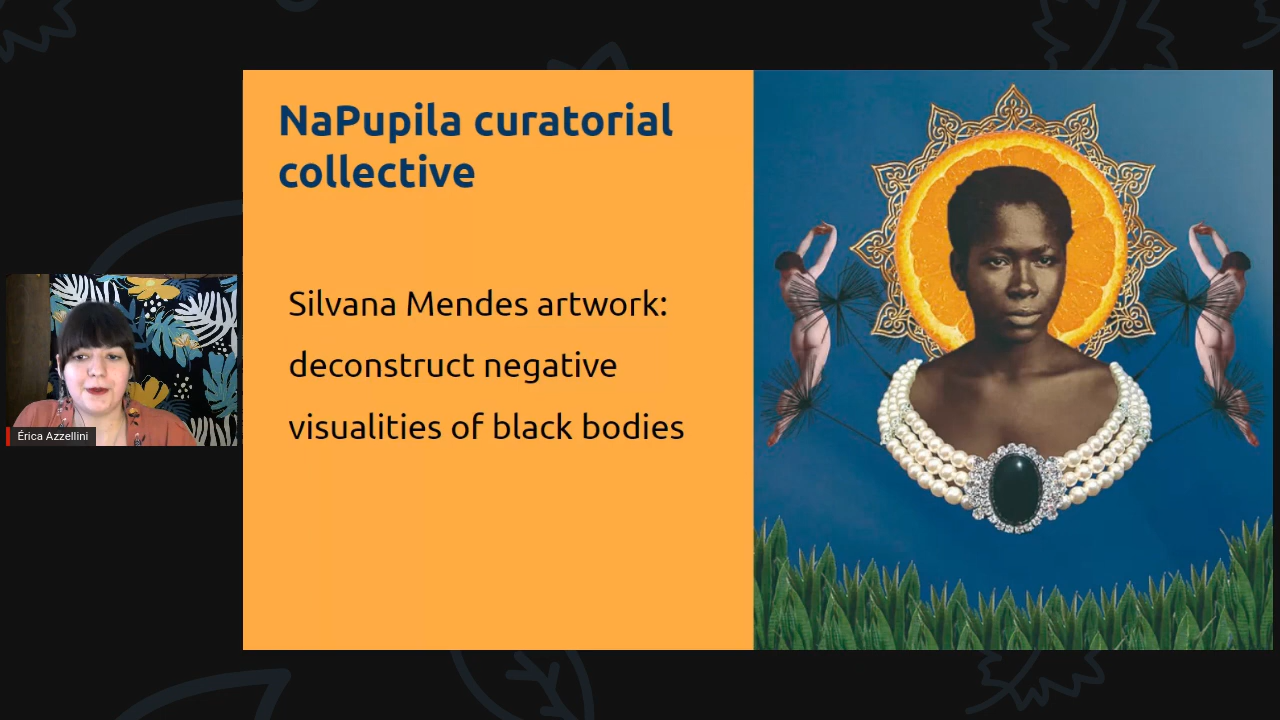 NaPupila curatorial
collective
Silvana Mendes artwork:
deconstruct negative
visualities of black bodies
Érica Azzellini